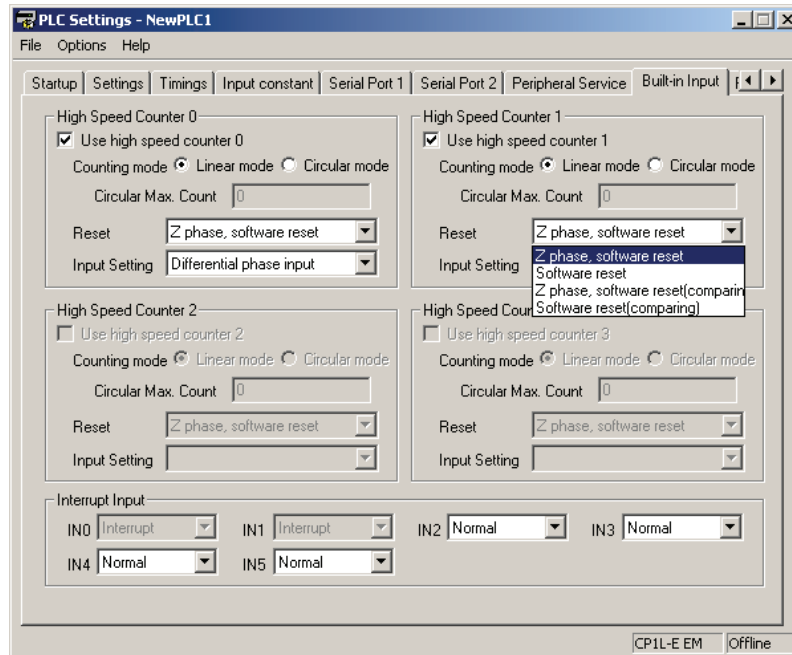 PLC Settings - NewPLC1
File Options Help
Startup Settings Timings Input constant Serial Port 1 Serial Port 2 Peripheral Service Built-in Input
High Speed Counter 0
Use high speed counter 0
Counting mode Linear mode Circular mode
Circular Max. Count 0
Reset Z phase, software reset
Input Setting Differential phase input
High Speed Counter 1
Use high speed counter 1
Counting mode Linear mode Circular mode
Circular Max. Count 0
Reset Z phase, software reset
Z phase, software reset
Software reset
Z phase, software reset(comparin
Software reset(comparing)
Input Setting
High Speed Counter 2
Use high speed counter 2
Counting mode Linear mode Circular mode
Circular Max. Count 0
Reset Z phase, software reset
Input Setting
High Speed Cour
Use high speed counter 3
Counting mode Linear mode Circular mode
Circular Max. Count 0
Reset Z phase, software reset
Input Setting
Interrupt Input
IN0 Interrupt IN1 Interrupt IN2 Normal IN3 Normal
IN4 Normal IN5 Normal
CP1L-E EM Offline